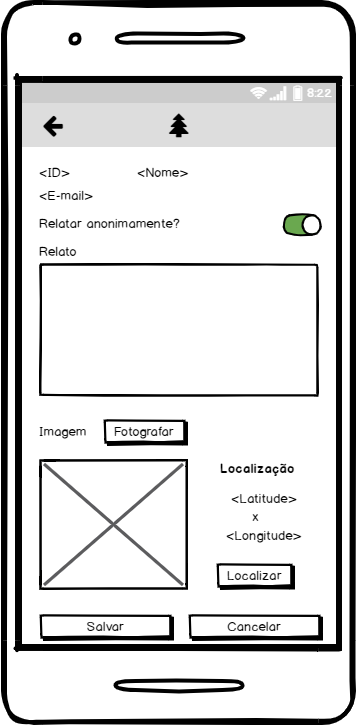 8:22
<ID> <Nome>
<E-mail>
Relatar anonimamente?
Relato
Imagem Fotografar
Localização
<Latitude>
x
<Longitude>
Localizar
Salvar Cancelar